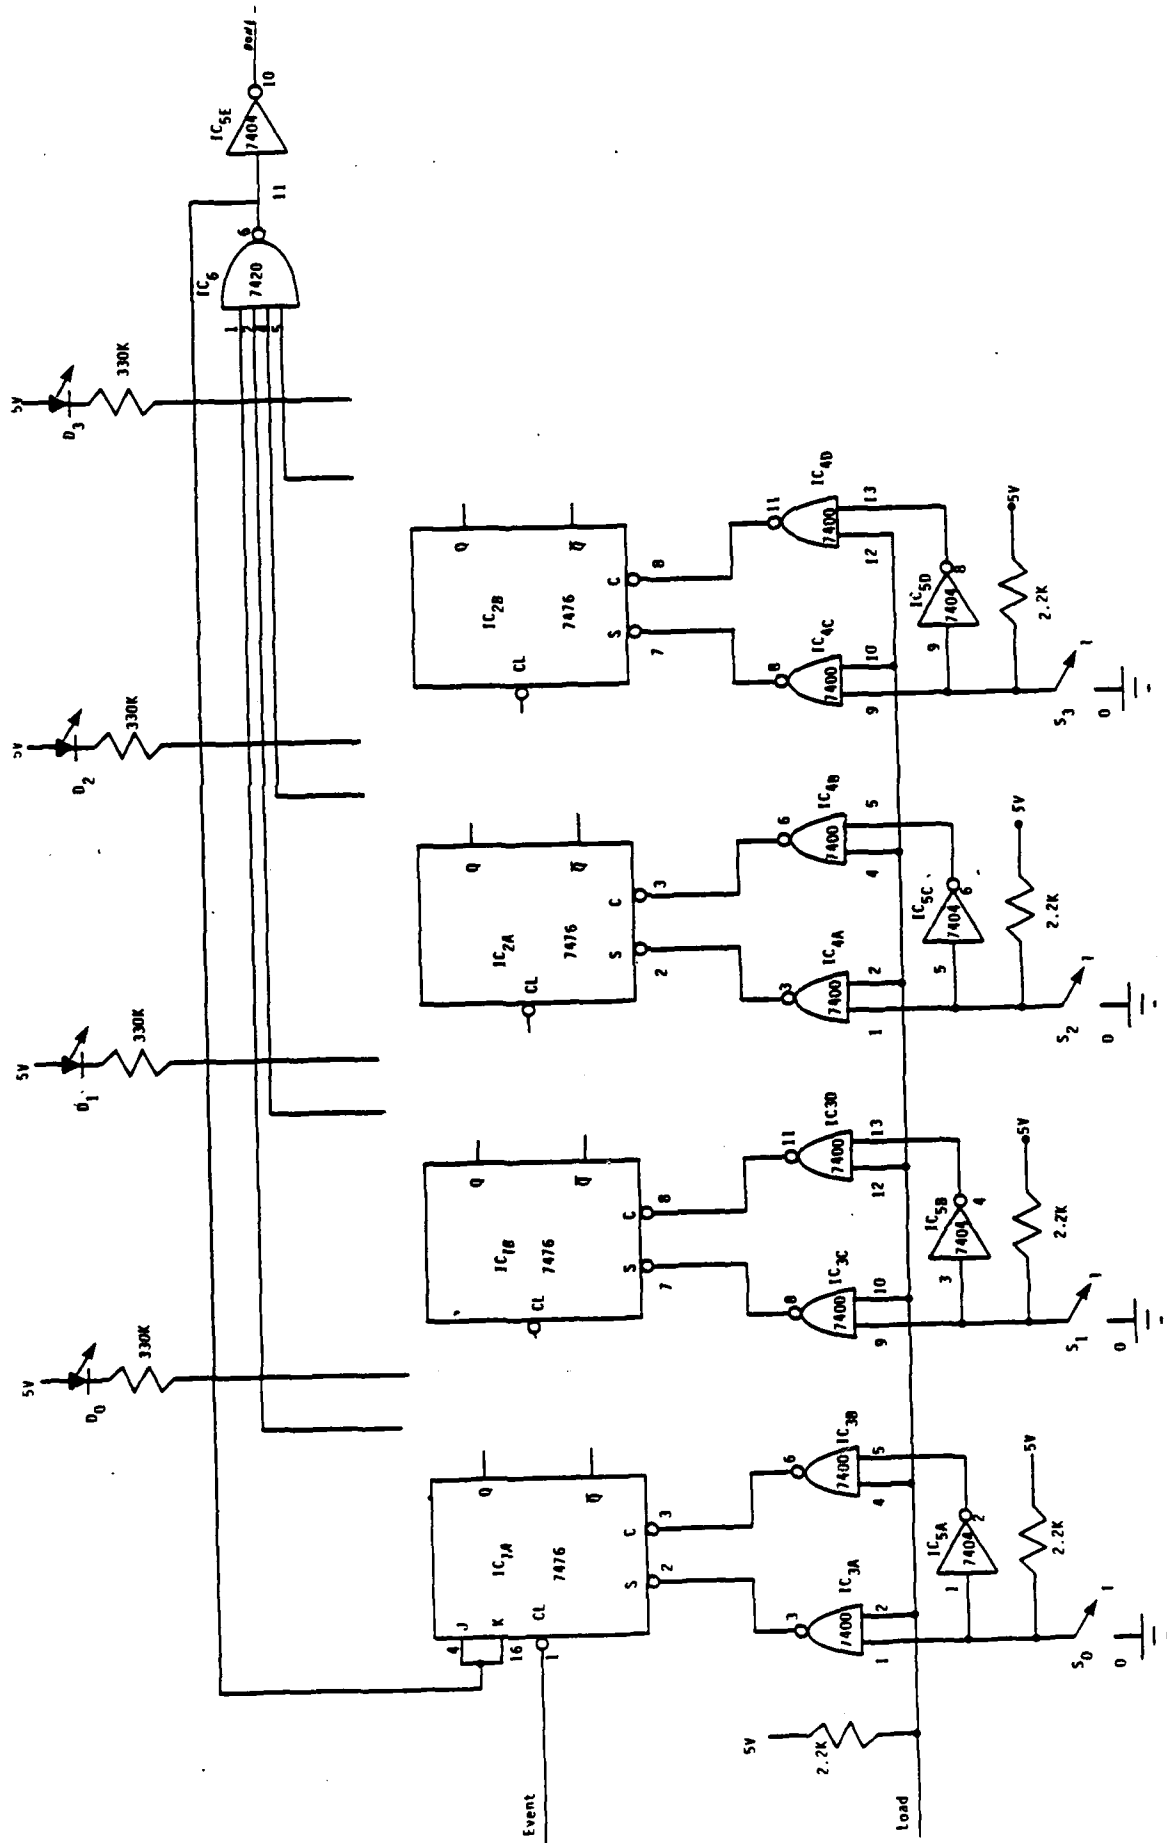 5V
D0
330K
5V
D1
330K
5V
D2
330K
5V
D3
330K
IC6
7420
1
2
4
5
6
11
IC5E
7404
10
DONE
Event
4
J
16
K
1
CL
IC1A
7476
Q
Q̅
S
C
2
3
CL
IC1B
7476
Q
Q̅
S
C
7
8
CL
IC2A
7476
Q
Q̅
S
C
2
3
CL
IC2B
7476
Q
Q̅
S
C
7
8
3
IC3A
7400
1
2
6
IC3B
7400
4
5
8
IC3C
7400
9
10
11
IC3D
7400
12
13
3
IC4A
7400
1
2
6
IC4B
7400
4
5
8
IC4C
7400
9
10
11
IC4D
7400
12
13
5V
2.2K
Load
1
IC5A
7404
2
5V
2.2K
S0
1
0
3
IC5B
7404
4
5V
2.2K
S1
1
0
5
IC5C
7404
6
5V
2.2K
S2
1
0
9
IC5D
7404
8
5V
2.2K
S3
1
0